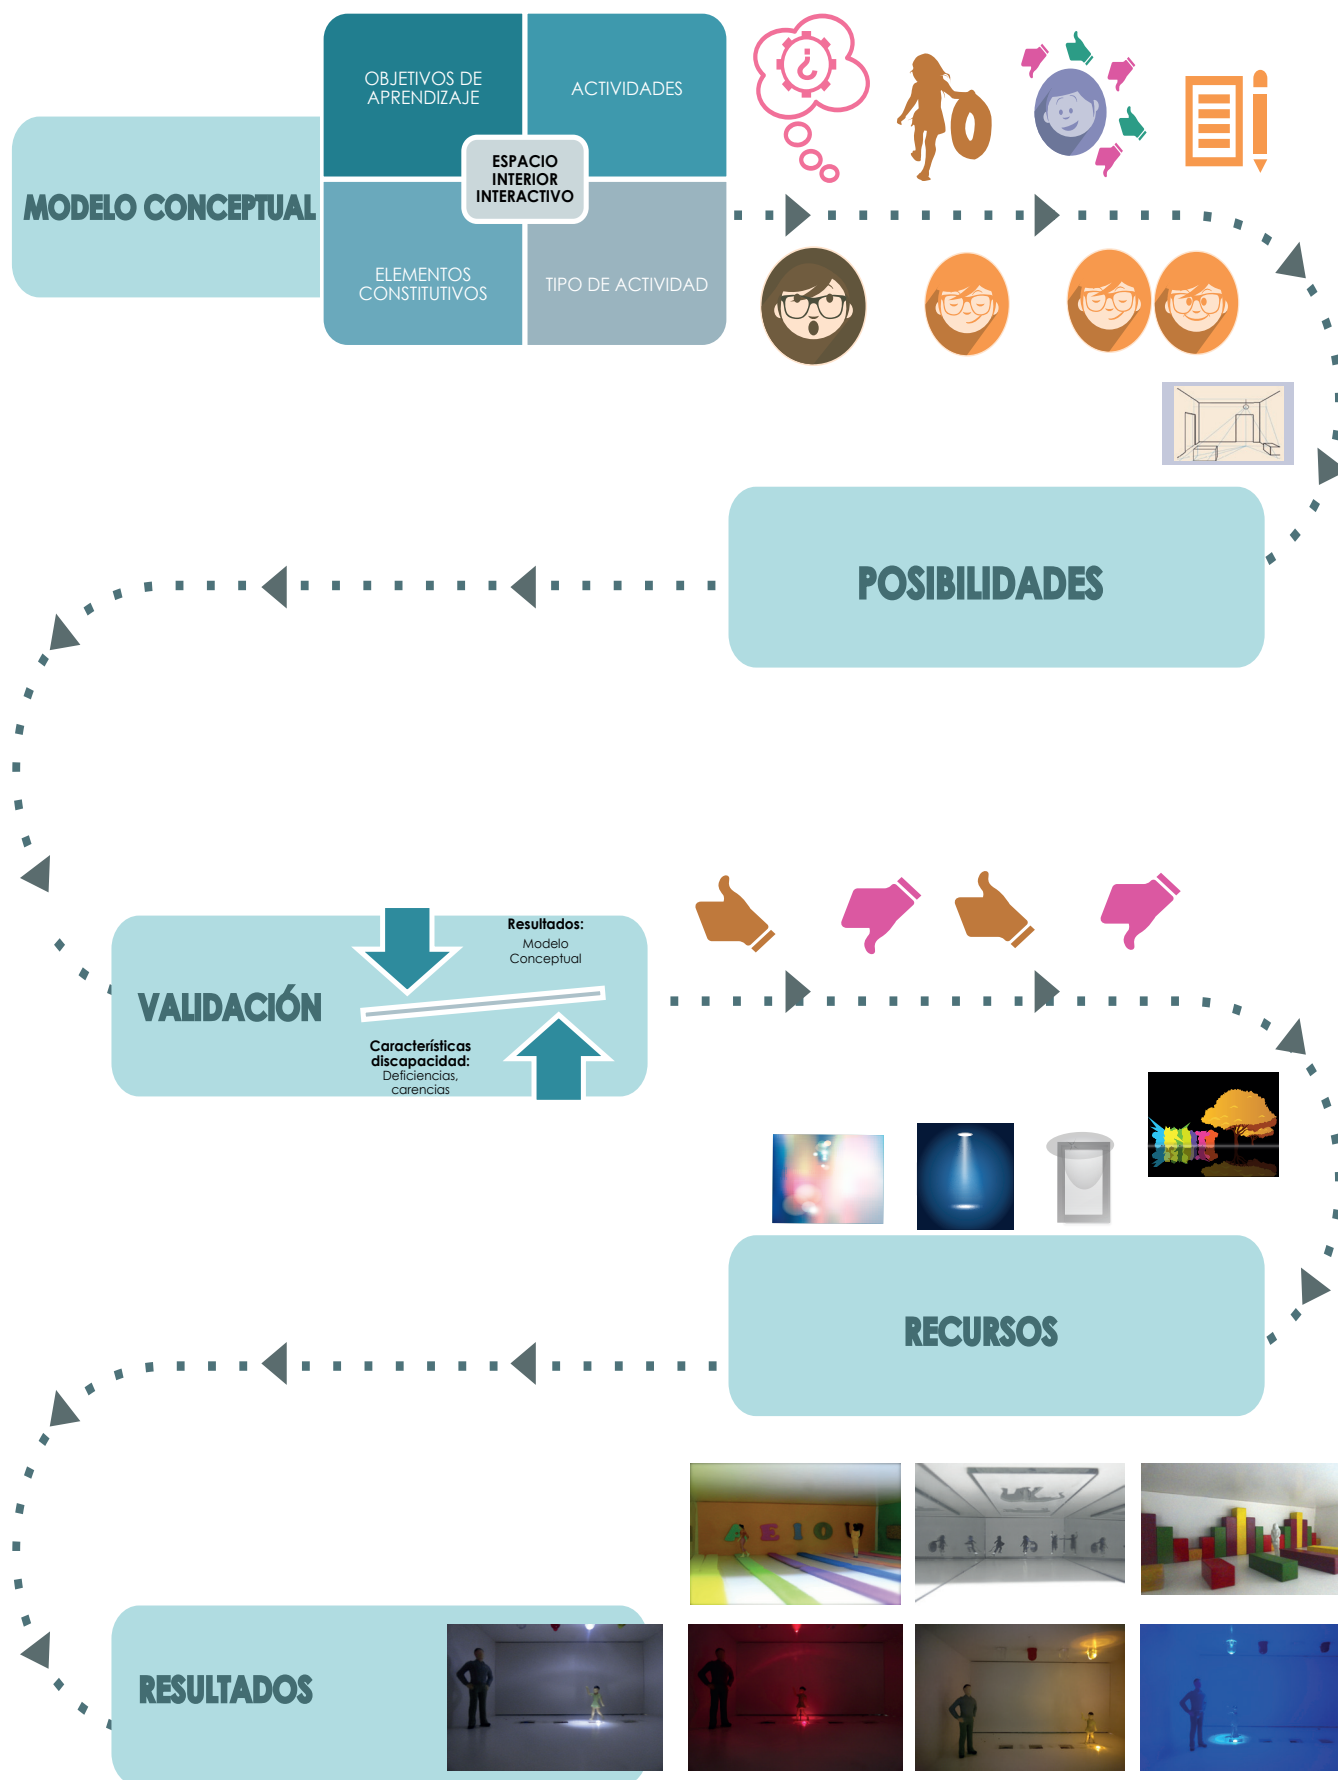 MODELO CONCEPTUAL
OBJETIVOS DE
APRENDIZAJE
ACTIVIDADES
ESPACIO
INTERIOR
INTERACTIVO
ELEMENTOS
CONSTITUTIVOS
TIPO DE ACTIVIDAD
¿
POSIBILIDADES
VALIDACIÓN
Resultados:
Modelo
Conceptual
Características
discapacidad:
Deficiencias,
carencias
RECURSOS
A E I O U
RESULTADOS